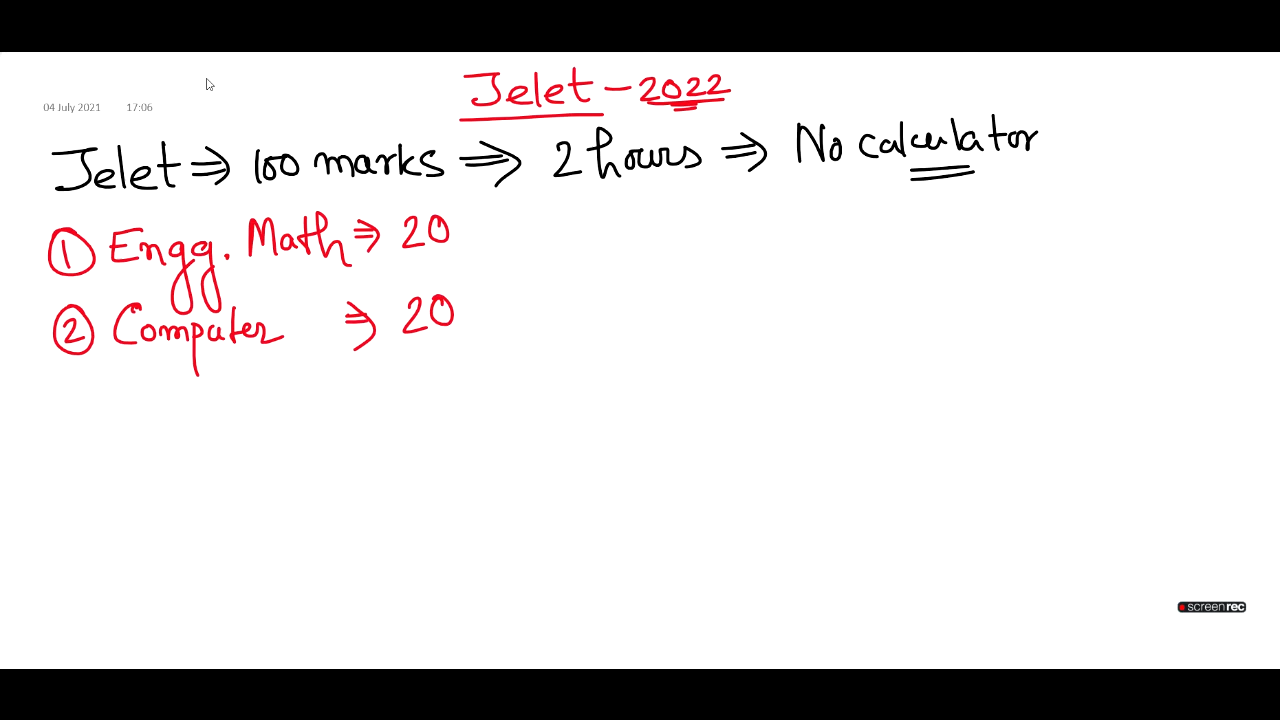 Jelet - 2022
04 July 2021 17:06
Jelet ⇒ 100 marks ⇒ 2 hours ⇒ No calculator
① Engg. Math ⇒ 20
② Computer ⇒ 20
screenrec